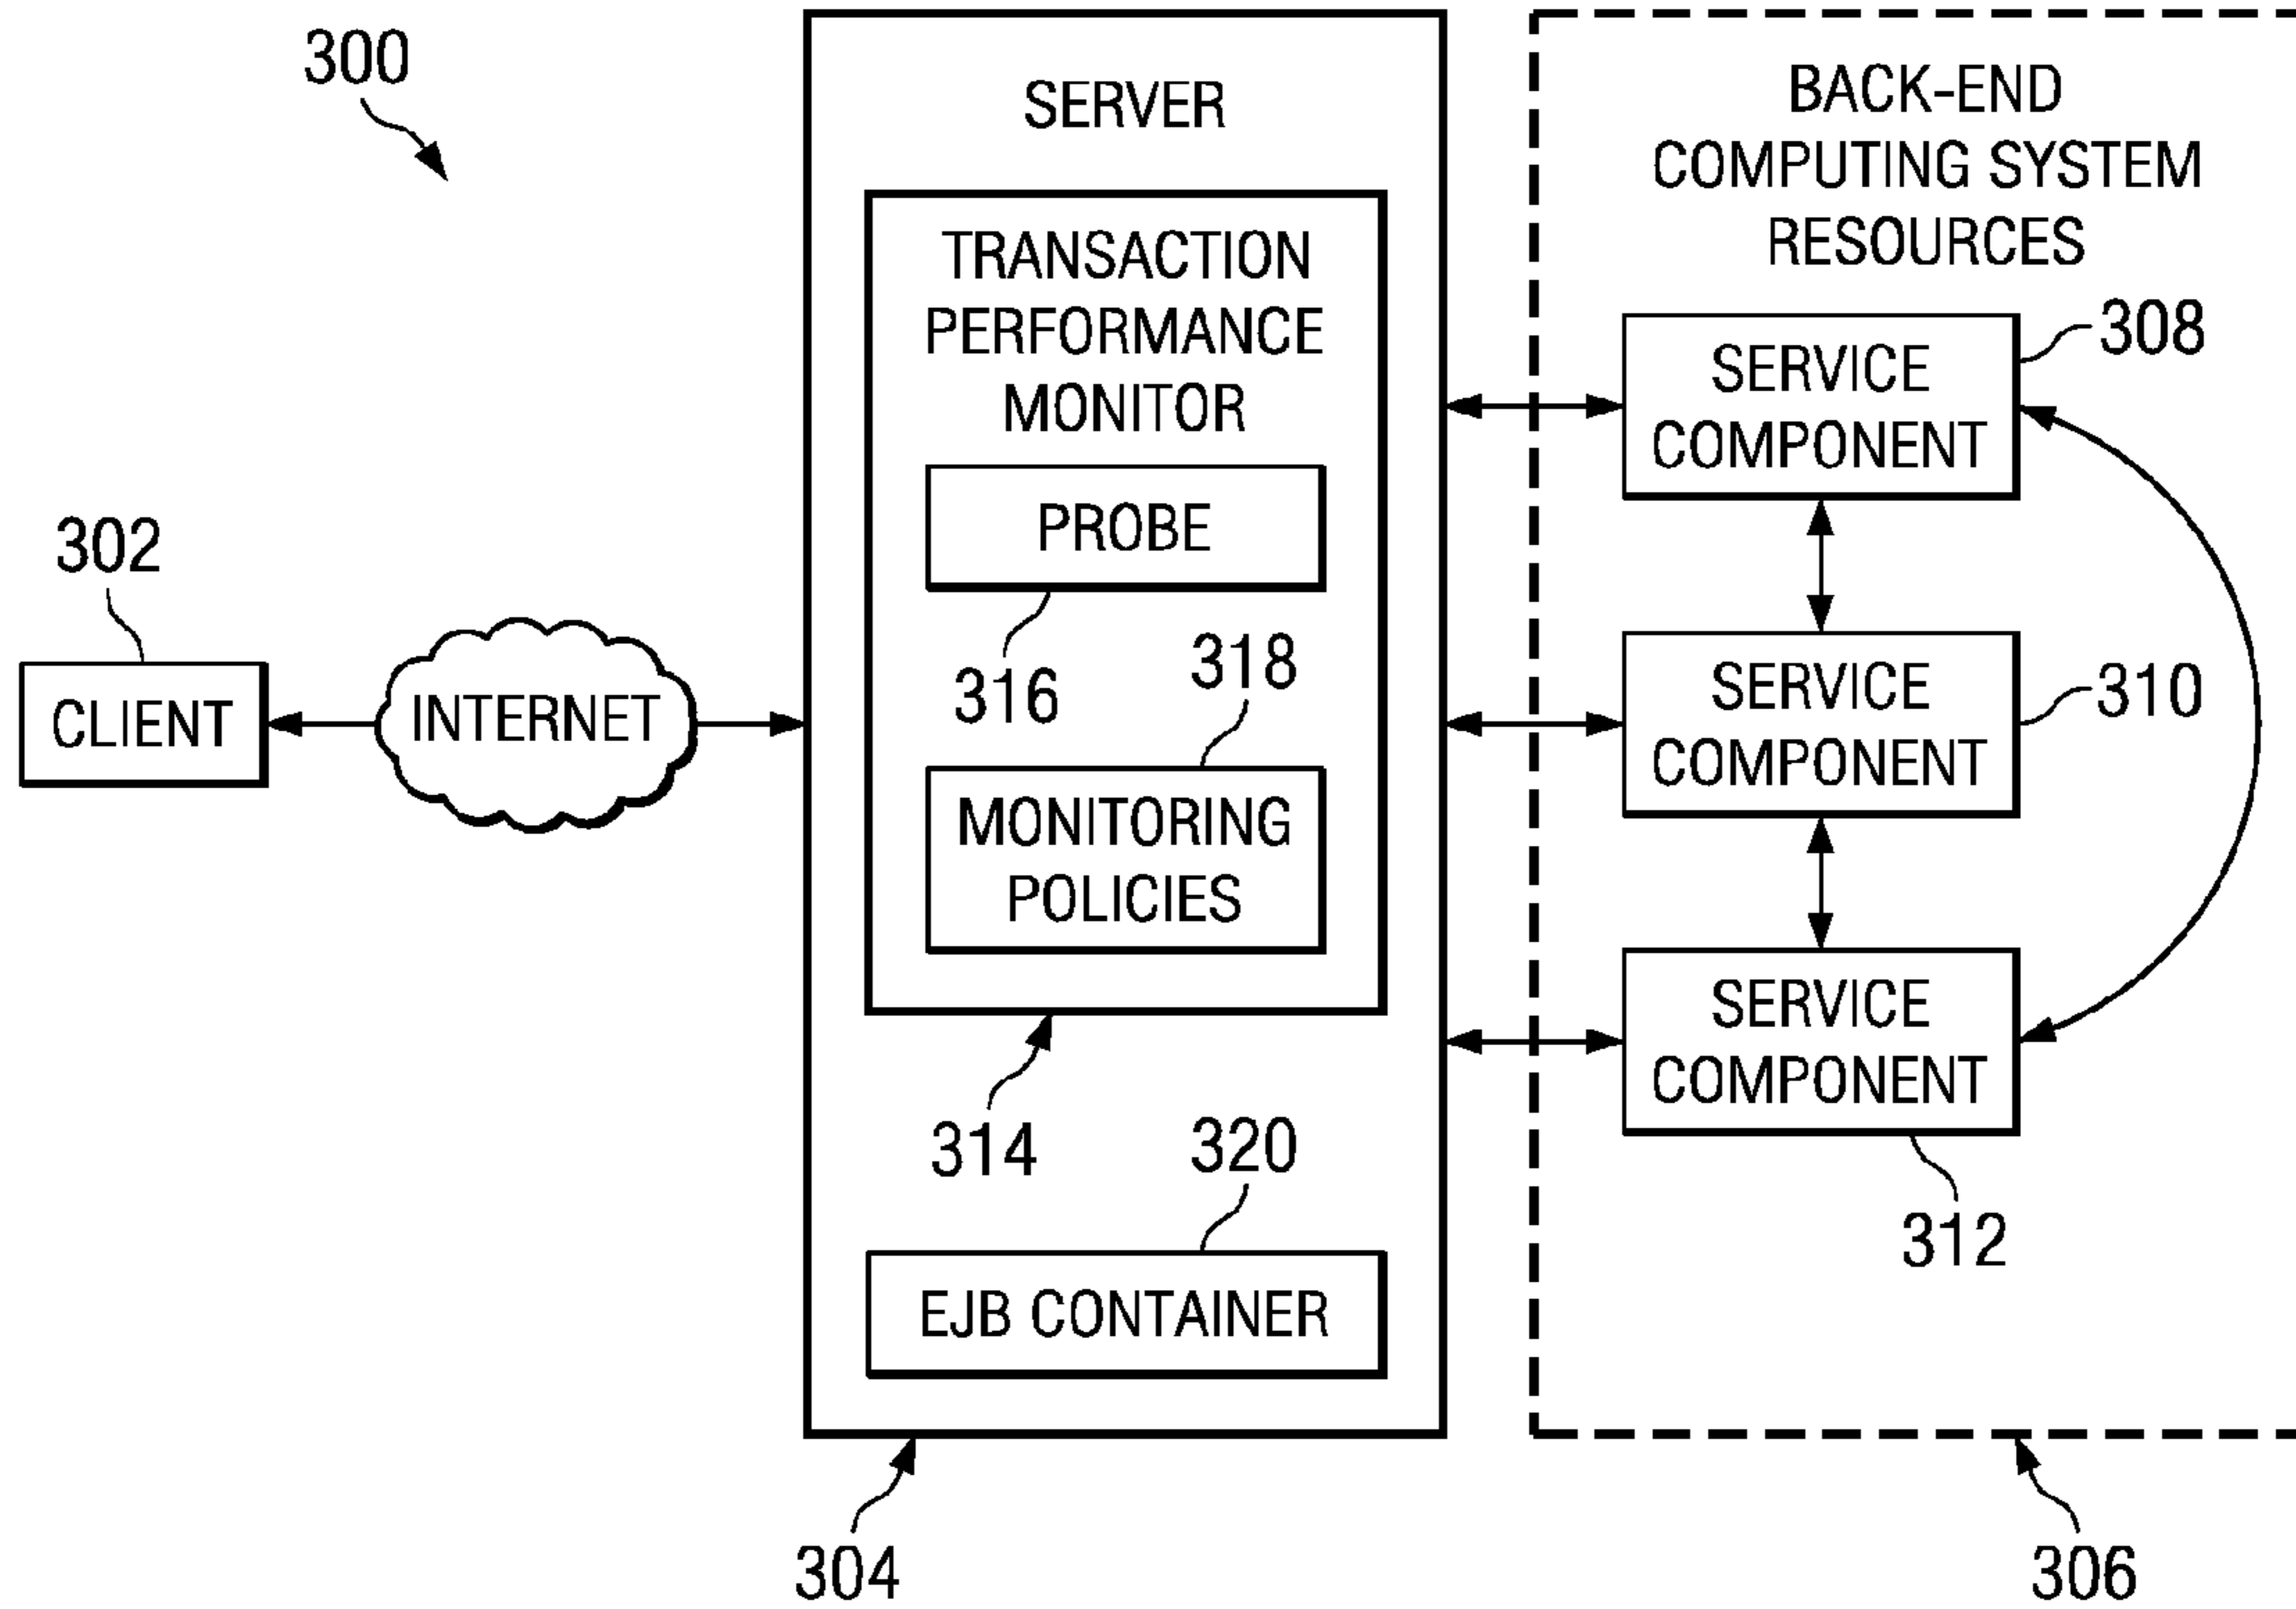 300
302
CLIENT
INTERNET
SERVER
TRANSACTION
PERFORMANCE
MONITOR
PROBE
316
318
MONITORING
POLICIES
314
320
EJB CONTAINER
304
BACK-END
COMPUTING SYSTEM
RESOURCES
308
SERVICE
COMPONENT
SERVICE
COMPONENT
310
SERVICE
COMPONENT
312
306